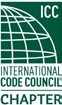 ICC
INTERNATIONAL
CODE COUNCIL®
CHAPTER